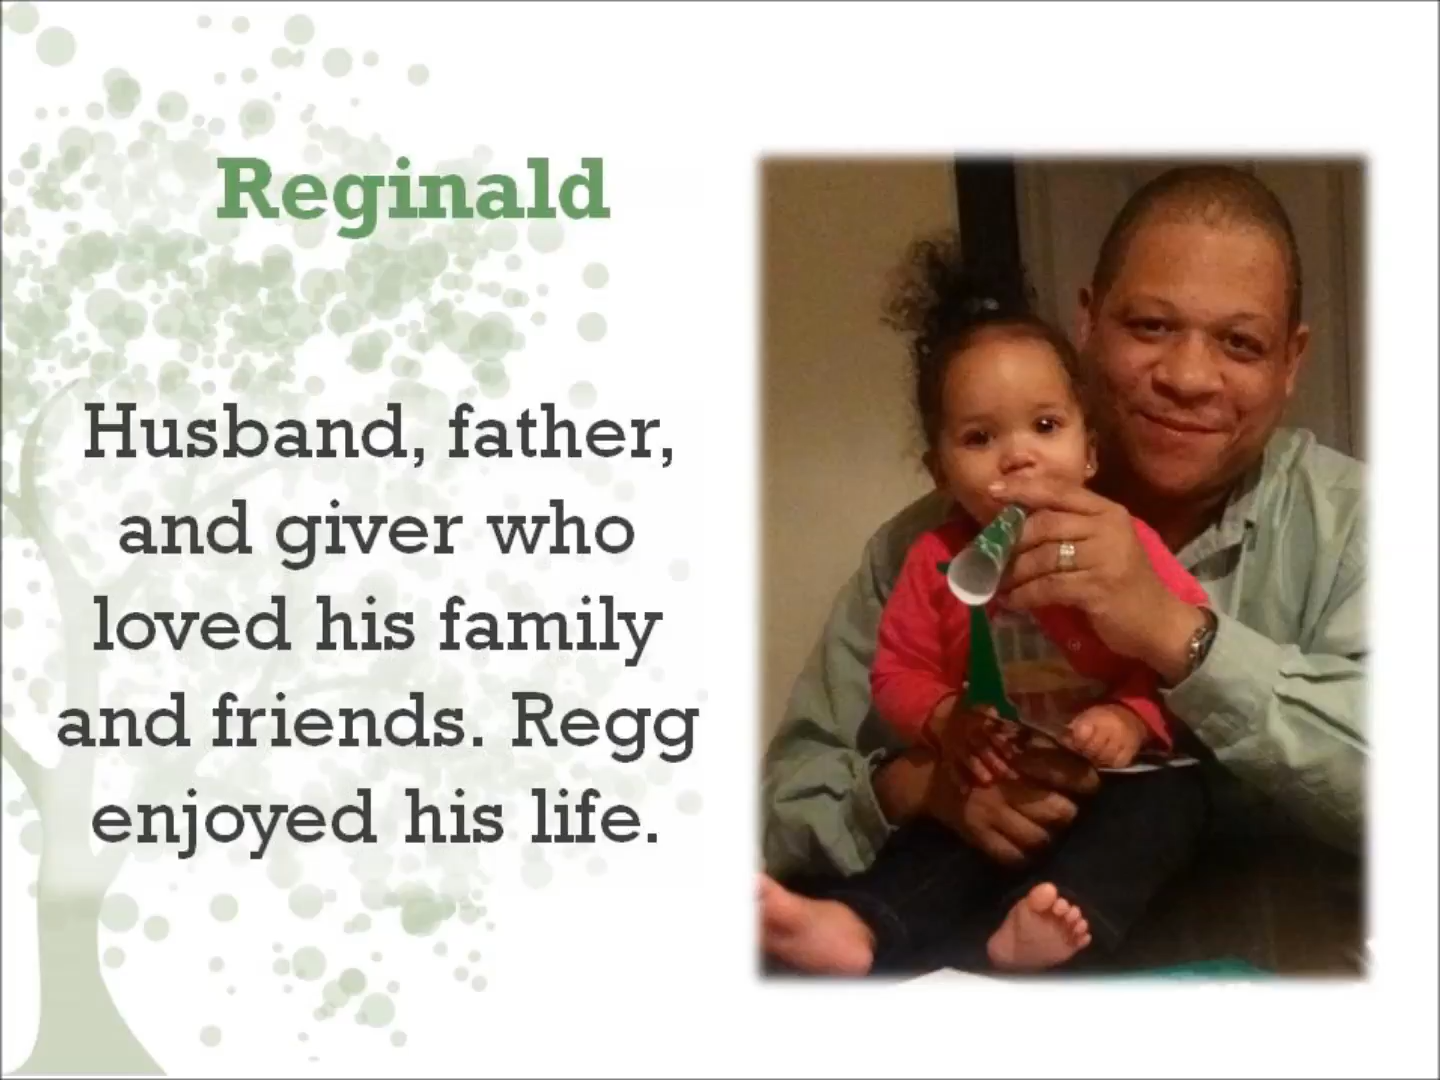 Reginald
Husband, father,
and giver who
loved his family
and friends. Regg
enjoyed his life.